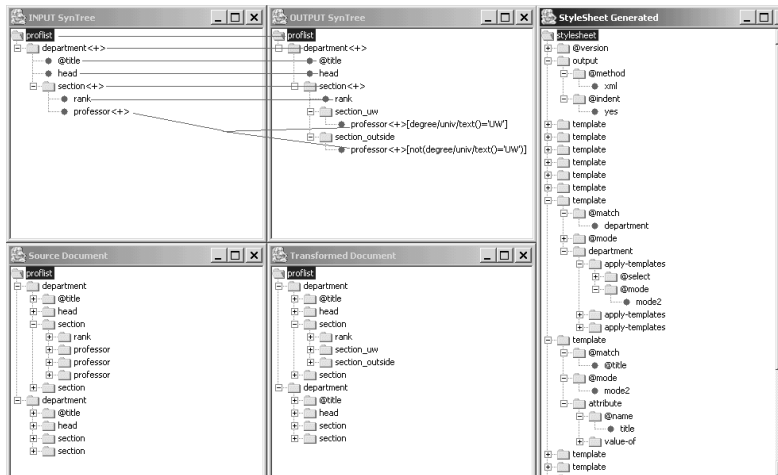 INPUT SynTree
proflist
department<+>
@title
head
section<+>
rank
professor<+>
OUTPUT SynTree
proflist
department<+>
@title
head
section<+>
rank
section_uw
professor<+>[degree/univ/text()='UW']
section_outside
professor<+>[not(degree/univ/text()='UW')]
StyleSheet Generated
stylesheet
@version
output
@method
xml
@indent
yes
template
template
template
template
template
template
template
@match
department
@mode
department
apply-templates
@select
@mode
mode2
apply-templates
apply-templates
template
@match
@title
@mode
mode2
attribute
@name
title
value-of
template
template
Source Document
proflist
department
@title
head
section
rank
professor
professor
professor
section
department
@title
head
section
section
Transformed Document
proflist
department
@title
head
section
rank
section_uw
section_outside
section
department
@title
head
section
section